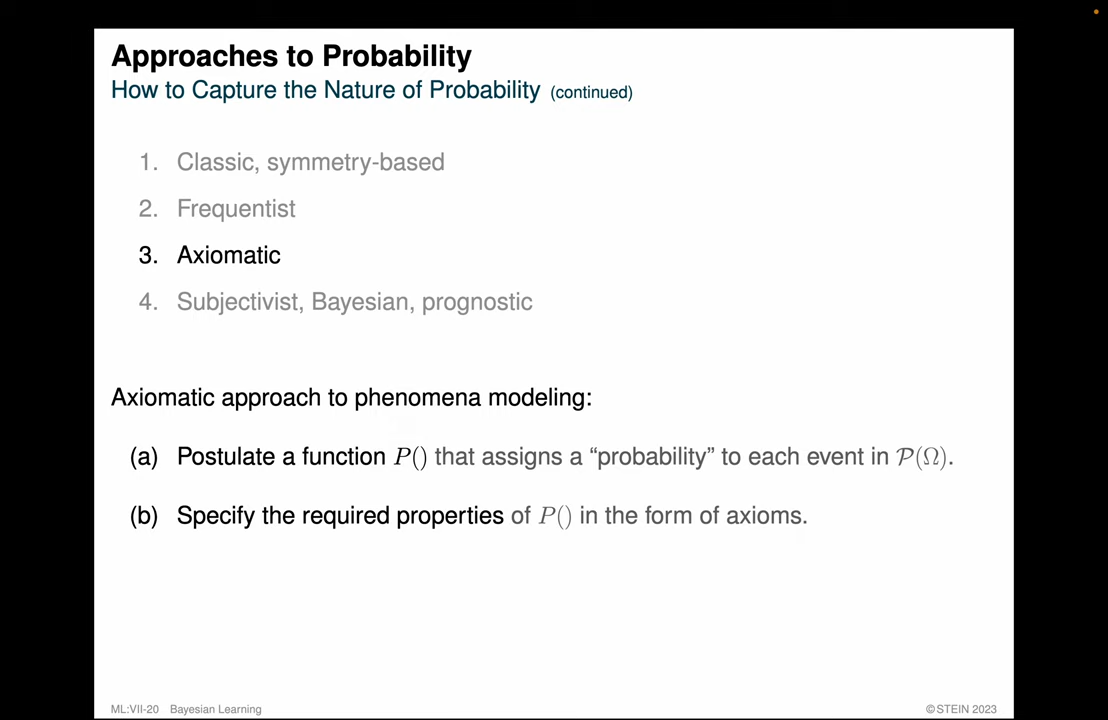 Approaches to Probability
How to Capture the Nature of Probability (continued)
1. Classic, symmetry-based
2. Frequentist
3. Axiomatic
4. Subjectivist, Bayesian, prognostic
Axiomatic approach to phenomena modeling:
(a) Postulate a function P() that assigns a “probability” to each event in 𝒫(Ω).
(b) Specify the required properties of P() in the form of axioms.
ML:VII-20 Bayesian Learning
©STEIN 2023